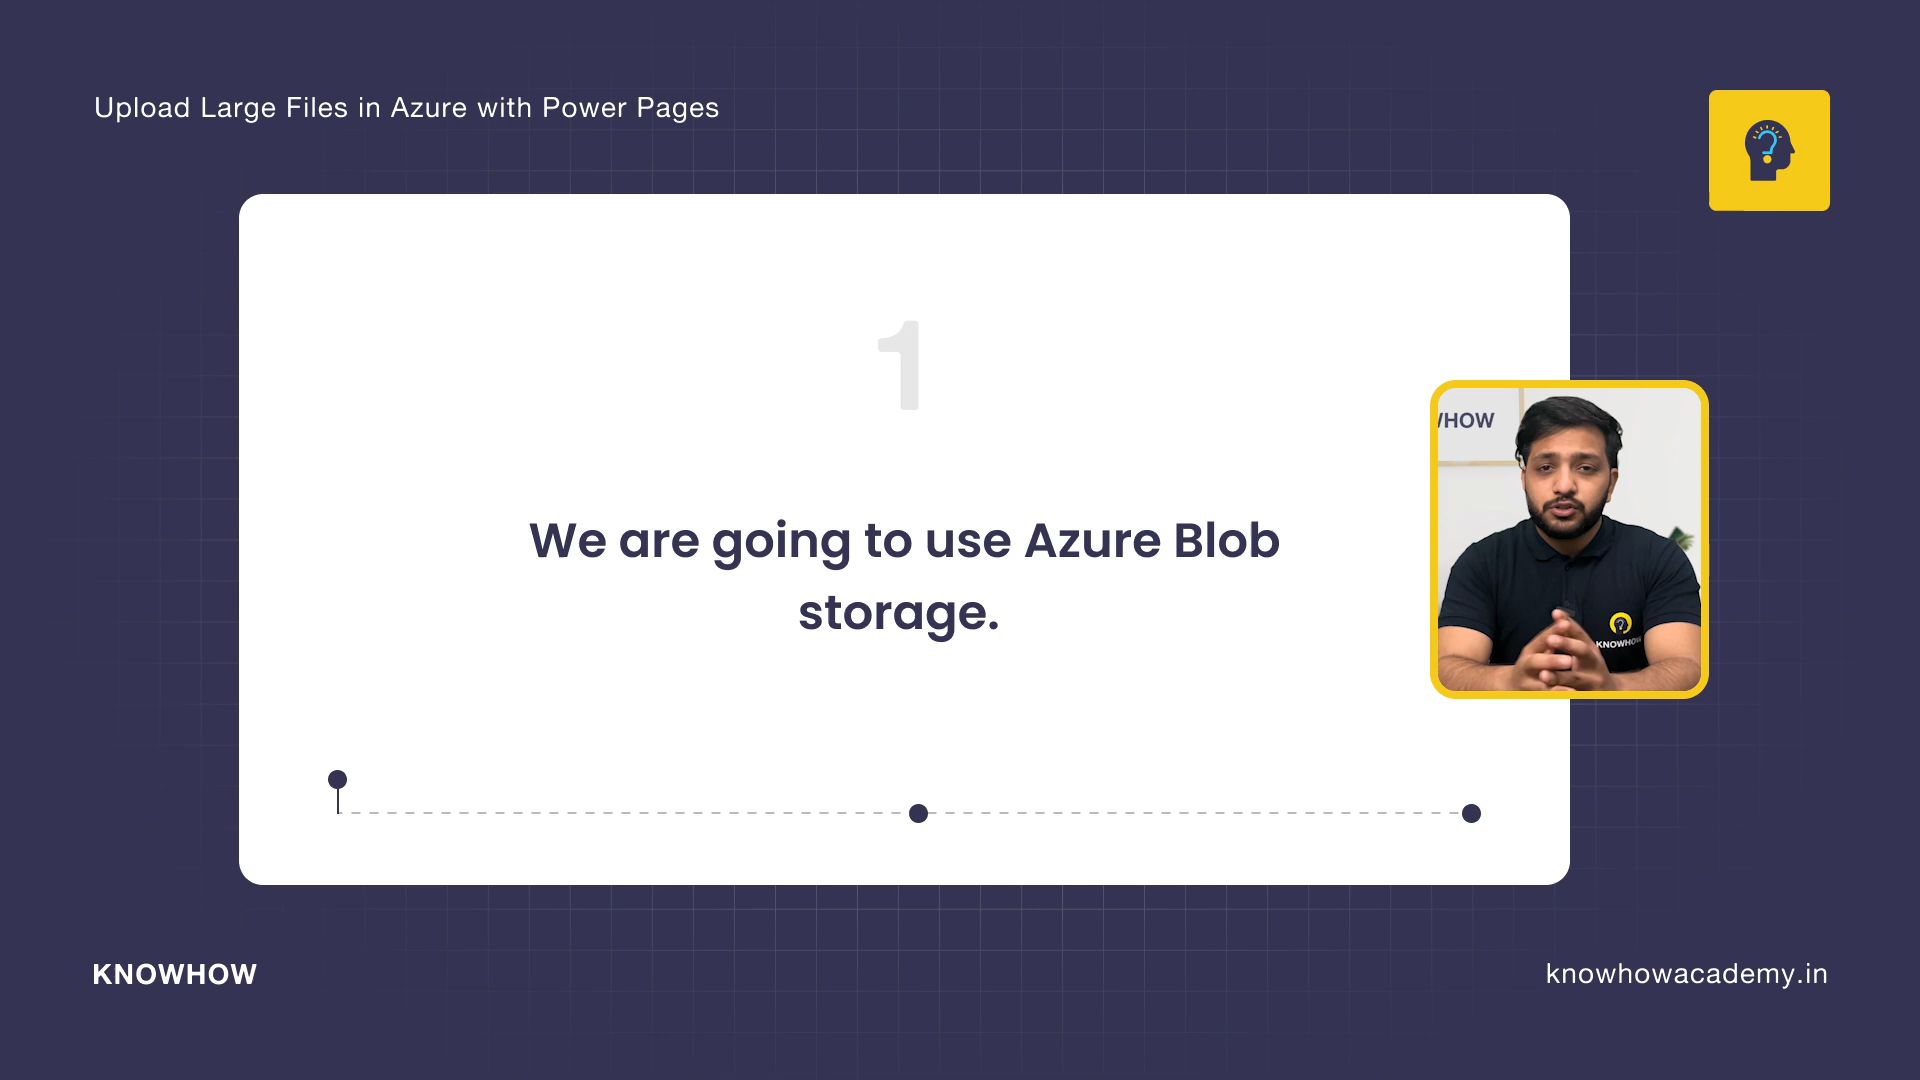 Upload Large Files in Azure with Power Pages
1
We are going to use Azure Blob
storage.
WHOW
KNOWHOW
KNOWHOW
knowhowacademy.in